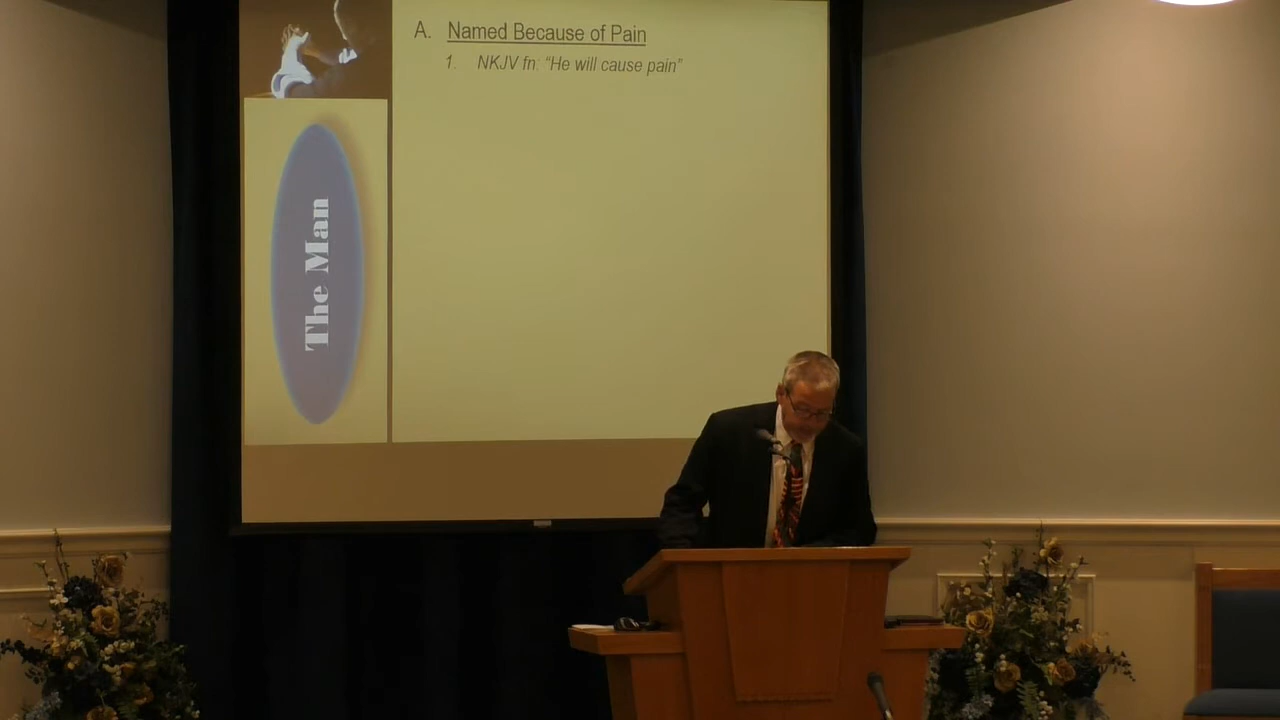 A. Named Because of Pain
1. NKJV fn: “He will cause pain”
The Man